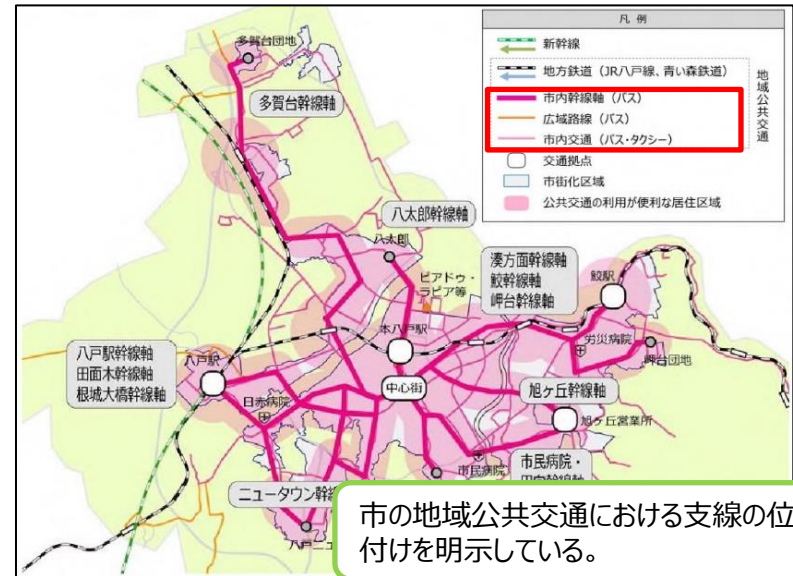 凡 例
新幹線
地方鉄道（JR八戸線、青い森鉄道）
市内幹線軸（バス）
広域路線（バス）
市内交通（バス・タクシー）
地域公共交通
交通拠点
市街化区域
公共交通の利用が便利な居住区域
多賀台団地
多賀台幹線軸
八太郎幹線軸
八太郎
ピアドゥ・
ラピア等
湊方面幹線軸
鮫幹線軸
岬台幹線軸
鮫駅
本八戸駅
労災病院
岬台団地
八戸駅幹線軸
田面木幹線軸
根城大橋幹線軸
八戸駅
中心街
日赤病院
旭ヶ丘幹線軸
旭ヶ丘営業所
市民病院
市民病院・
ニュータウン幹線
市の地域公共交通における支線の位
付けを明示している。